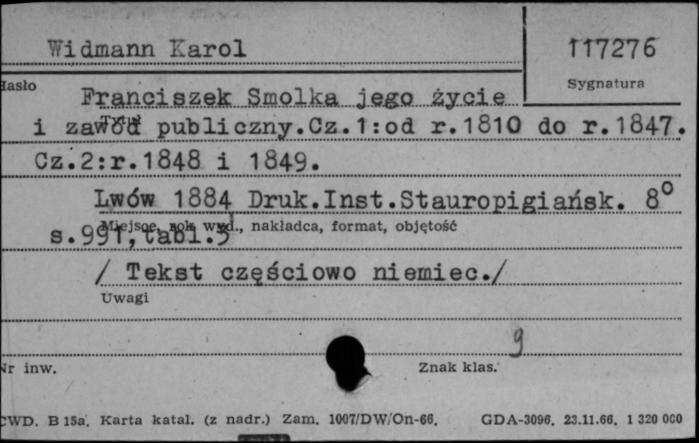 Widmann Karol
117276
Hasło
Sygnatura
Franciszek Smolka jego życie
Tytuł
i zawód publiczny.Cz.1:od r.1810 do r.1847.
Cz.2:r.1848 i 1849.
Lwów 1884 Druk.Inst.Stauropigiańsk. 8°
Miejsce, rok wyd., nakładca, format, objętość
s.991,tabl.3
/ Tekst częściowo niemiec./
Uwagi
9
Nr inw.
Znak klas.
CWD. B 15a. Karta katal. (z nadr.) Zam. 1007/DW/On-66. GDA-3096. 23.11.66. 1 320 000